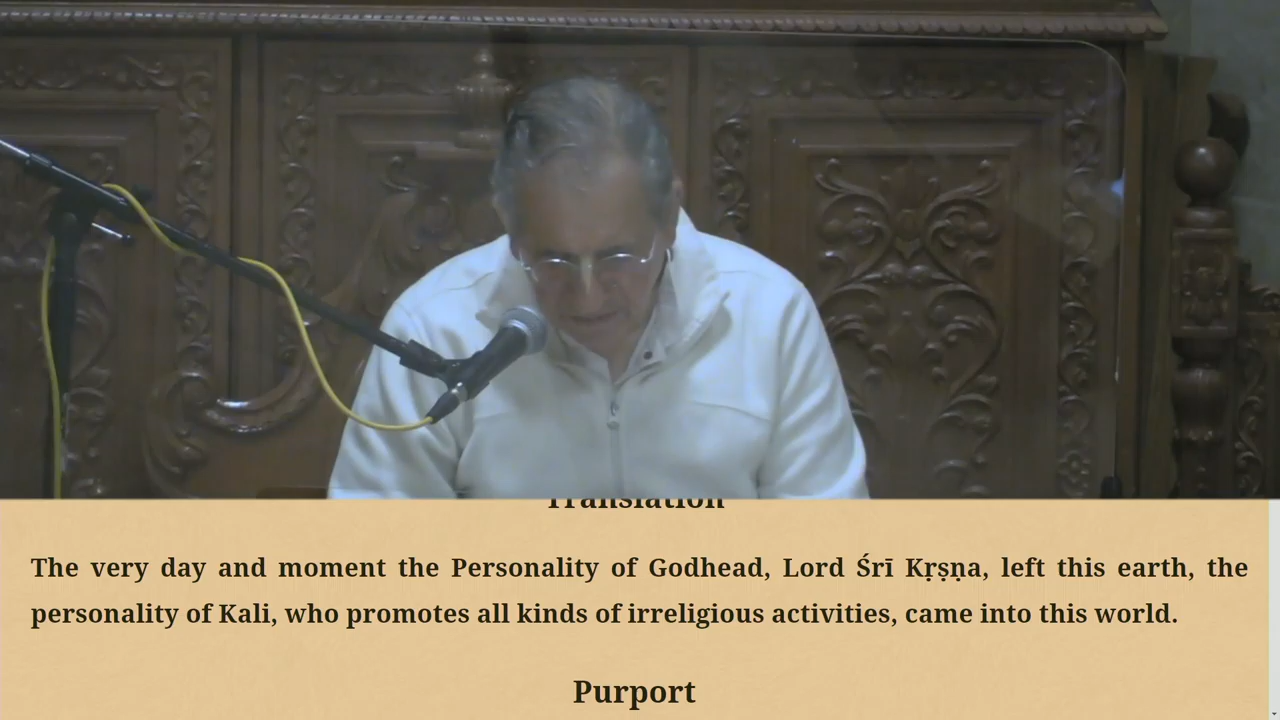 Translation
The very day and moment the Personality of Godhead, Lord Śrī Kṛṣṇa, left this earth, the
personality of Kali, who promotes all kinds of irreligious activities, came into this world.
Purport